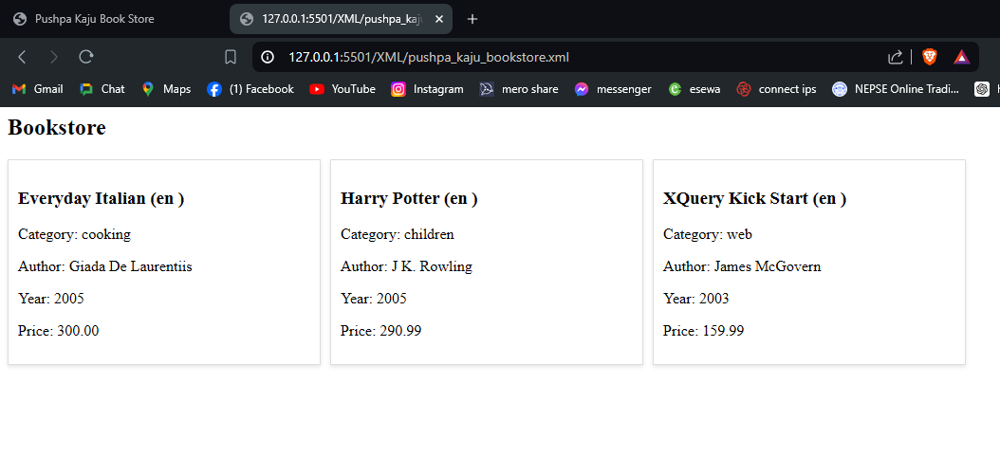 Pushpa Kaju Book Store
127.0.0.1:5501/XML/pushpa_kaj
127.0.0.1:5501/XML/pushpa_kaju_bookstore.xml
Gmail Chat Maps (1) Facebook YouTube Instagram mero share messenger esewa connect ips NEPSE Online Tradi...
Bookstore
Everyday Italian (en )
Category: cooking
Author: Giada De Laurentiis
Year: 2005
Price: 300.00
Harry Potter (en )
Category: children
Author: J K. Rowling
Year: 2005
Price: 290.99
XQuery Kick Start (en )
Category: web
Author: James McGovern
Year: 2003
Price: 159.99